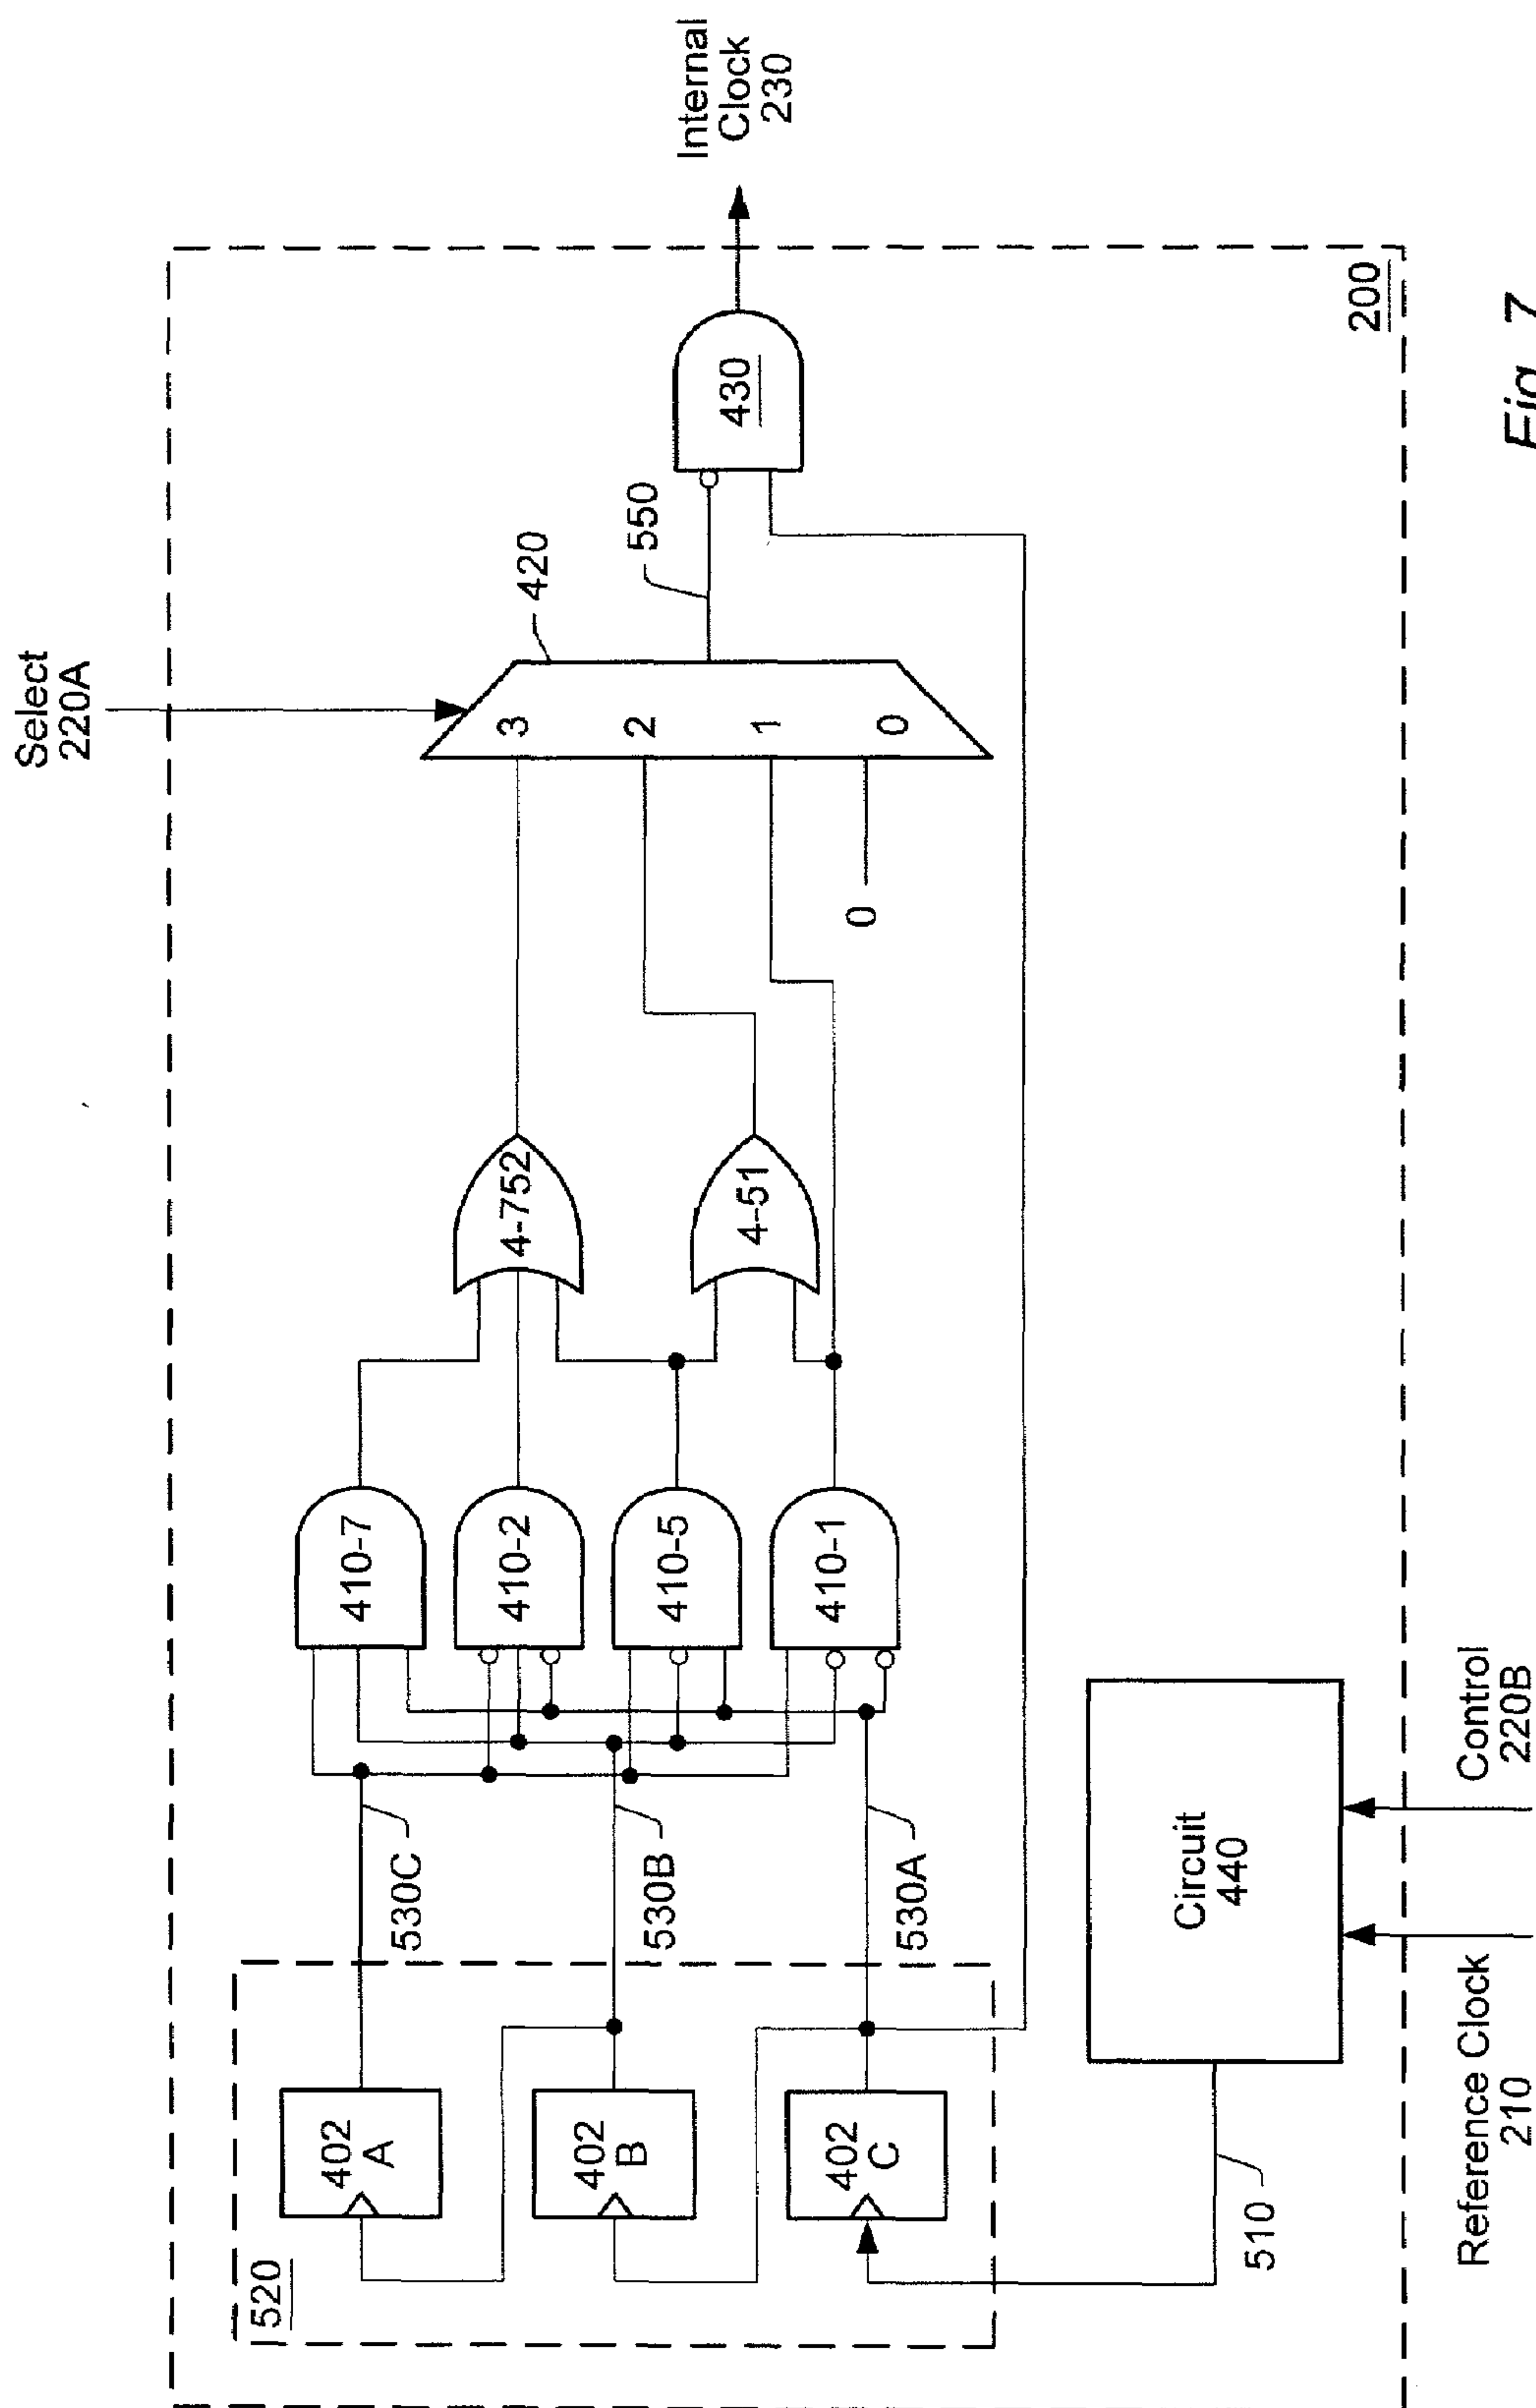 Select
220A
Internal
Clock
230
420
550
3
2
1
0
0
430
4-752
4-51
410-7
410-2
410-5
410-1
530C
530B
530A
520
402
A
402
B
402
C
Circuit
440
510
Reference Clock
210
Control
220B
200
Fig. 7